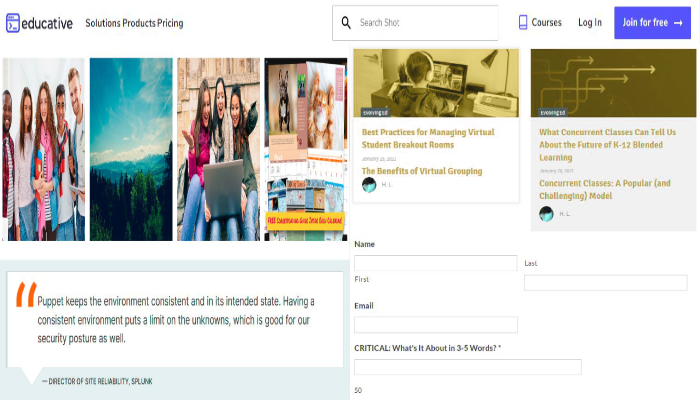 educative
Solutions Products Pricing
Search Shot
Courses
Log In
Join for free →
Evolving Ed
Best Practices for Managing Virtual
Student Breakout Rooms
January 25, 2021
The Benefits of Virtual Grouping
H. L.
Evolving Ed
What Concurrent Classes Can Tell Us
About the Future of K-12 Blended
Learning
January 20, 2021
Concurrent Classes: A Popular (and
Challenging) Model
H. L.
Name
First
Last
Email
CRITICAL: What's It About in 3-5 Words? *
50
“Puppet keeps the environment consistent and in its intended state. Having a
consistent environment puts a limit on the unknowns, which is good for our
security posture as well.
— DIRECTOR OF SITE RELIABILITY, SPLUNK